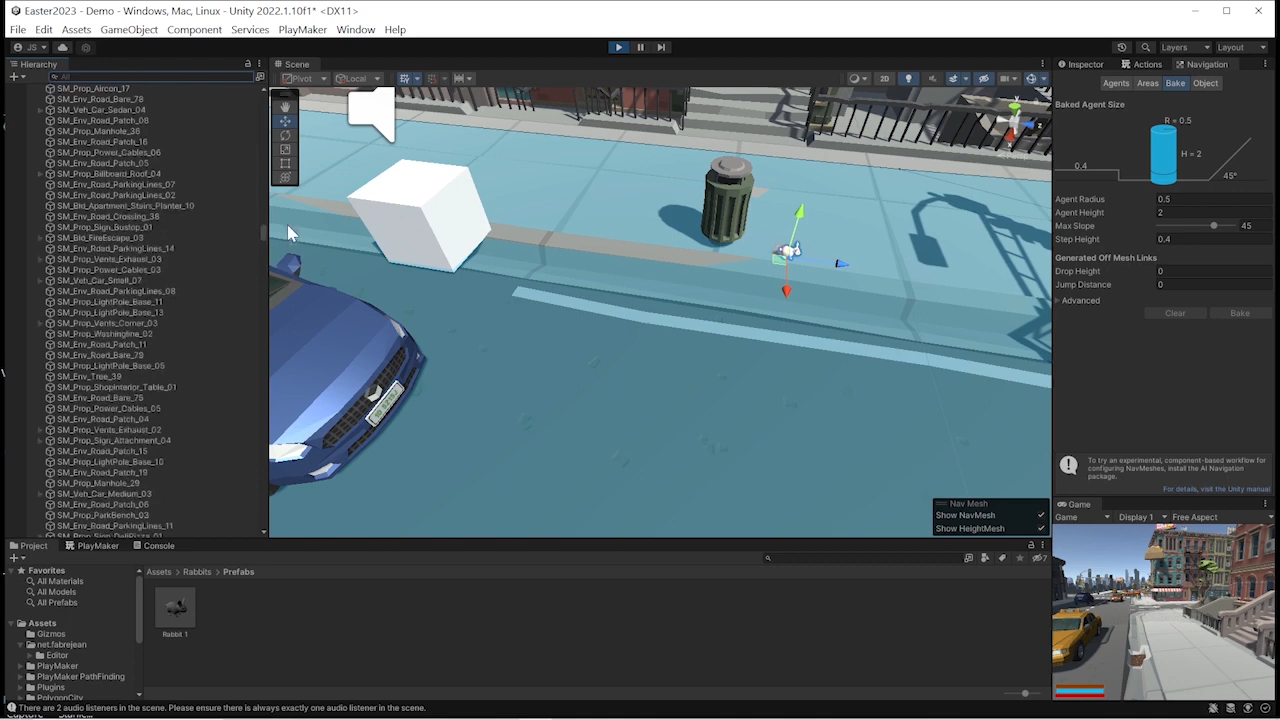 Easter2023 - Demo - Windows, Mac, Linux - Unity 2022.1.10f1* <DX11>
File Edit Assets GameObject Component Services PlayMaker Window Help
JS Layers Layout
Hierarchy Scene Inspector Actions Navigation
All Pivot Local 2D
Agents Areas Bake Object
SM_Prop_Aircon_17
SM_Env_Road_Bare_78
SM_Veh_Car_Sedan_04
SM_Env_Road_Patch_08
SM_Prop_Manhole_36
SM_Env_Road_Patch_16
SM_Prop_Power_Cables_06
SM_Env_Road_Patch_05
SM_Prop_Billboard_Roof_04
SM_Env_Road_ParkingLines_07
SM_Env_Road_ParkingLines_02
SM_Bld_Apartment_Stairs_Planter_10
SM_Env_Road_Crossing_38
SM_Prop_Sign_Busstop_01
SM_Bld_FireEscape_03
SM_Env_Road_ParkingLines_14
SM_Prop_Vents_Exhaust_03
SM_Prop_Power_Cables_03
SM_Veh_Car_Small_07
SM_Env_Road_ParkingLines_08
SM_Prop_LightPole_Base_11
SM_Prop_LightPole_Base_13
SM_Prop_Vents_Corner_03
SM_Prop_Washingline_02
SM_Env_Road_Patch_11
SM_Env_Road_Bare_79
SM_Prop_LightPole_Base_05
SM_Env_Tree_39
SM_Prop_ShopInterior_Table_01
SM_Env_Road_Bare_75
SM_Prop_Power_Cables_05
SM_Env_Road_Patch_04
SM_Prop_Vents_Exhaust_02
SM_Prop_Sign_Attachment_04
SM_Env_Road_Patch_15
SM_Prop_LightPole_Base_10
SM_Env_Road_Patch_19
SM_Prop_Manhole_29
SM_Veh_Car_Medium_03
SM_Env_Road_Patch_06
SM_Prop_ParkBench_03
SM_Env_Road_ParkingLines_11
SM_Prop_Sign_DeliPizza_01
Nav Mesh
Show NavMesh
Show HeightMesh
Baked Agent Size
R = 0.5
H = 2
0.4
45°
Agent Radius 0.5
Agent Height 2
Max Slope 45
Step Height 0.4
Generated Off Mesh Links
Drop Height 0
Jump Distance 0
Advanced
Clear Bake
To try an experimental, component-based workflow for
configuring NavMeshes, install the AI Navigation
package.
For details, visit the Unity manual
Game
Game Display 1 Free Aspect
Project PlayMaker Console
7
Favorites
All Materials
All Models
All Prefabs
Assets
Gizmos
net.fabrejean
Editor
PlayMaker
PlayMaker PathFinding
Plugins
PolygonCity
Assets > Rabbits > Prefabs
Rabbit 1
There are 2 audio listeners in the scene. Please ensure there is always exactly one audio listener in the scene.